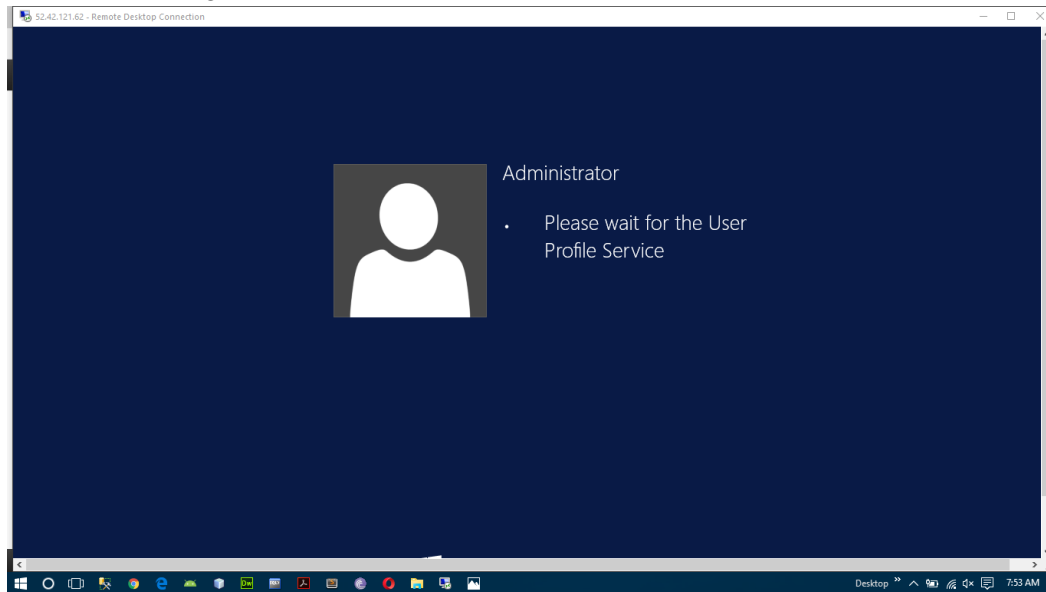 52.42.121.62 - Remote Desktop Connection
Administrator
Please wait for the User
Profile Service
Dw
Desktop
7:53 AM